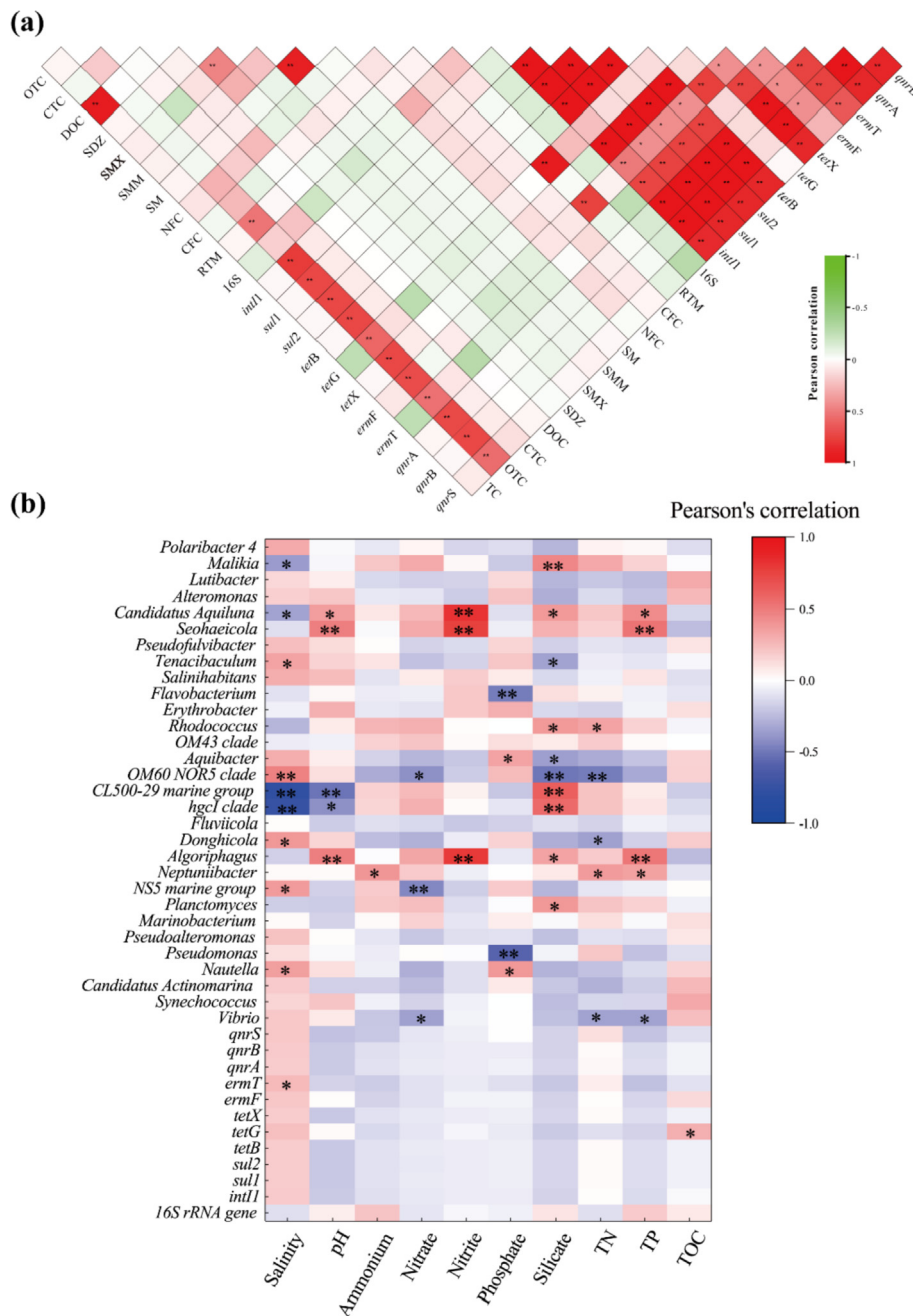 (a)
OTC
CTC
DOC
SDZ
SMX
SMM
SM
NFC
CFC
RTM
16S
intI1
sul1
sul2
tetB
tetG
tetX
ermF
ermT
qnrA
qnrB
qnrS
qnrB
qnrA
ermT
ermF
tetX
tetG
tetB
sul2
sul1
intI1
16S
RTM
CFC
NFC
SM
SMM
SMX
SDZ
DOC
CTC
OTC
TC
Pearson correlation
-1
-0.5
0
0.5
1
(b)
Pearson's correlation
1.0
0.5
0.0
-0.5
-1.0
Polaribacter 4
Malikia
Lutibacter
Alteromonas
Candidatus Aquiluna
Seohaeicola
Pseudofulvibacter
Tenacibaculum
Salinihabitans
Flavobacterium
Erythrobacter
Rhodococcus
OM43 clade
Aquibacter
OM60 NOR5 clade
CL500-29 marine group
hgcI clade
Fluviicola
Donghicola
Algoriphagus
Neptuniibacter
NS5 marine group
Planctomyces
Marinobacterium
Pseudoalteromonas
Pseudomonas
Nautella
Candidatus Actinomarina
Synechococcus
Vibrio
qnrS
qnrB
qnrA
ermT
ermF
tetX
tetG
tetB
sul2
sul1
intI1
16S rRNA gene
Salinity
pH
Ammonium
Nitrate
Nitrite
Phosphate
Silicate
TN
TP
TOC